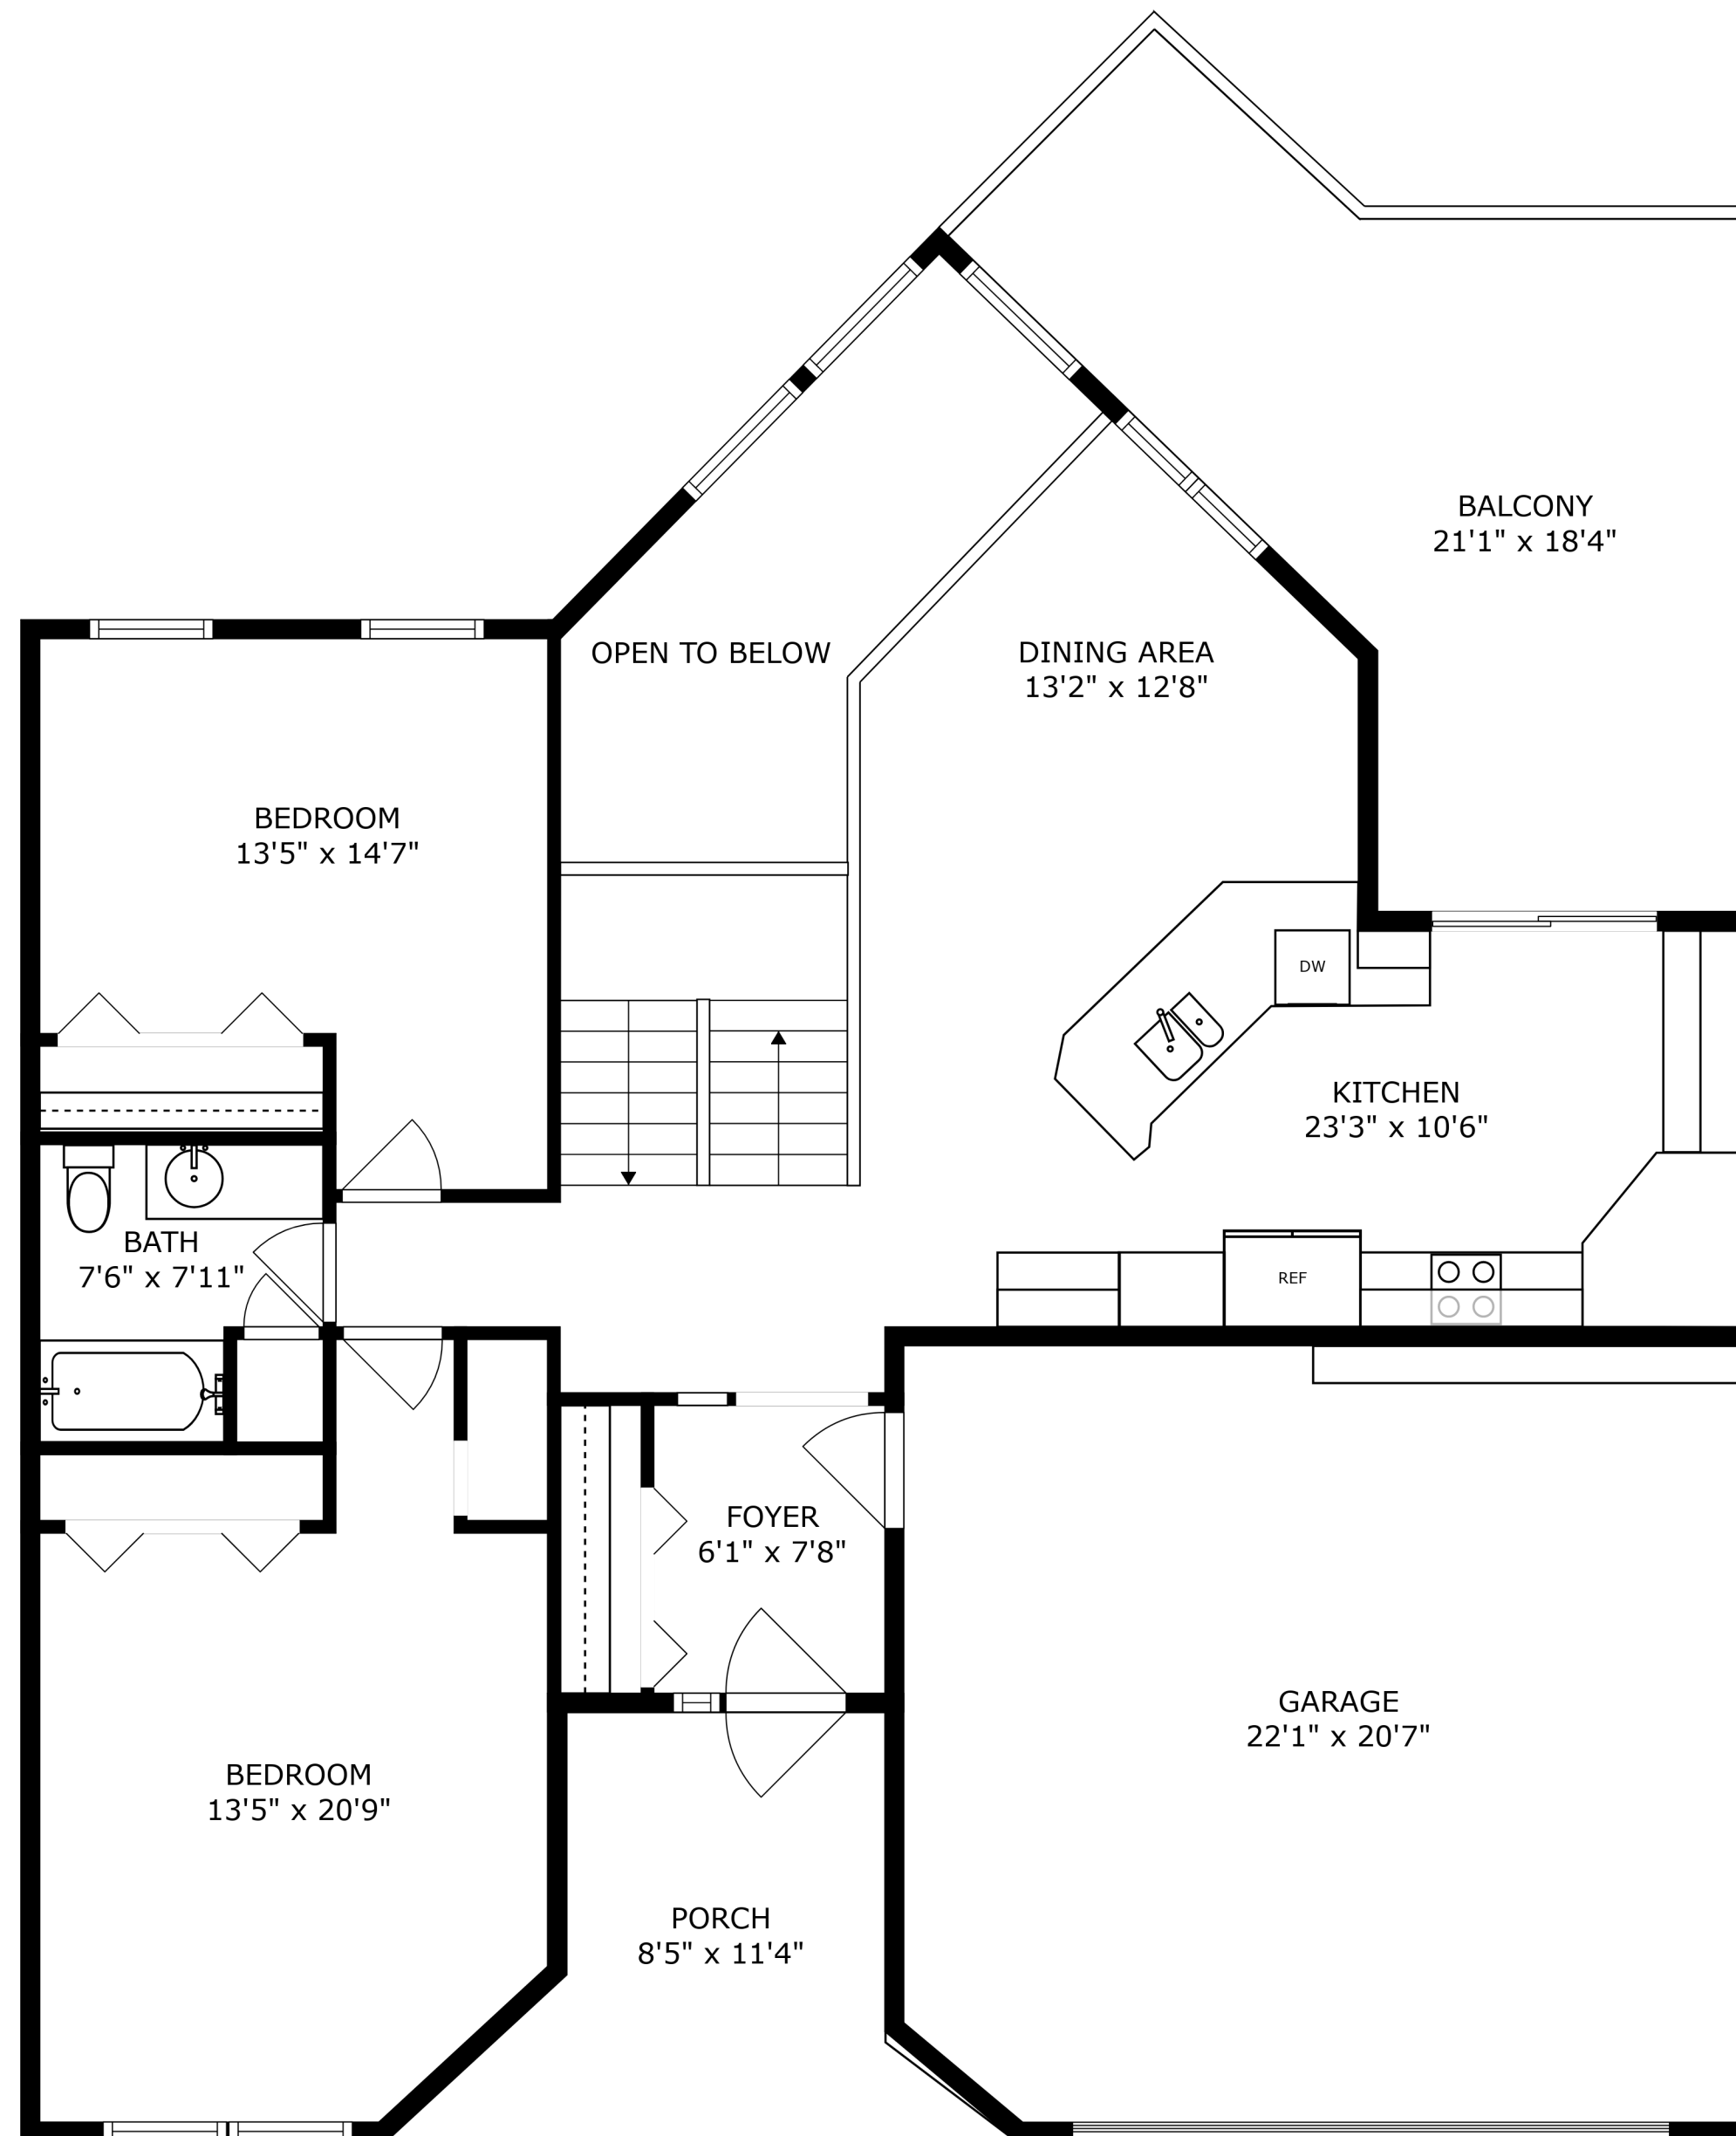 BALCONY
21'1" x 18'4"
OPEN TO BELOW
DINING AREA
13'2" x 12'8"
BEDROOM
13'5" x 14'7"
DW
KITCHEN
23'3" x 10'6"
BATH
7'6" x 7'11"
REF
FOYER
6'1" x 7'8"
GARAGE
22'1" x 20'7"
BEDROOM
13'5" x 20'9"
PORCH
8'5" x 11'4"